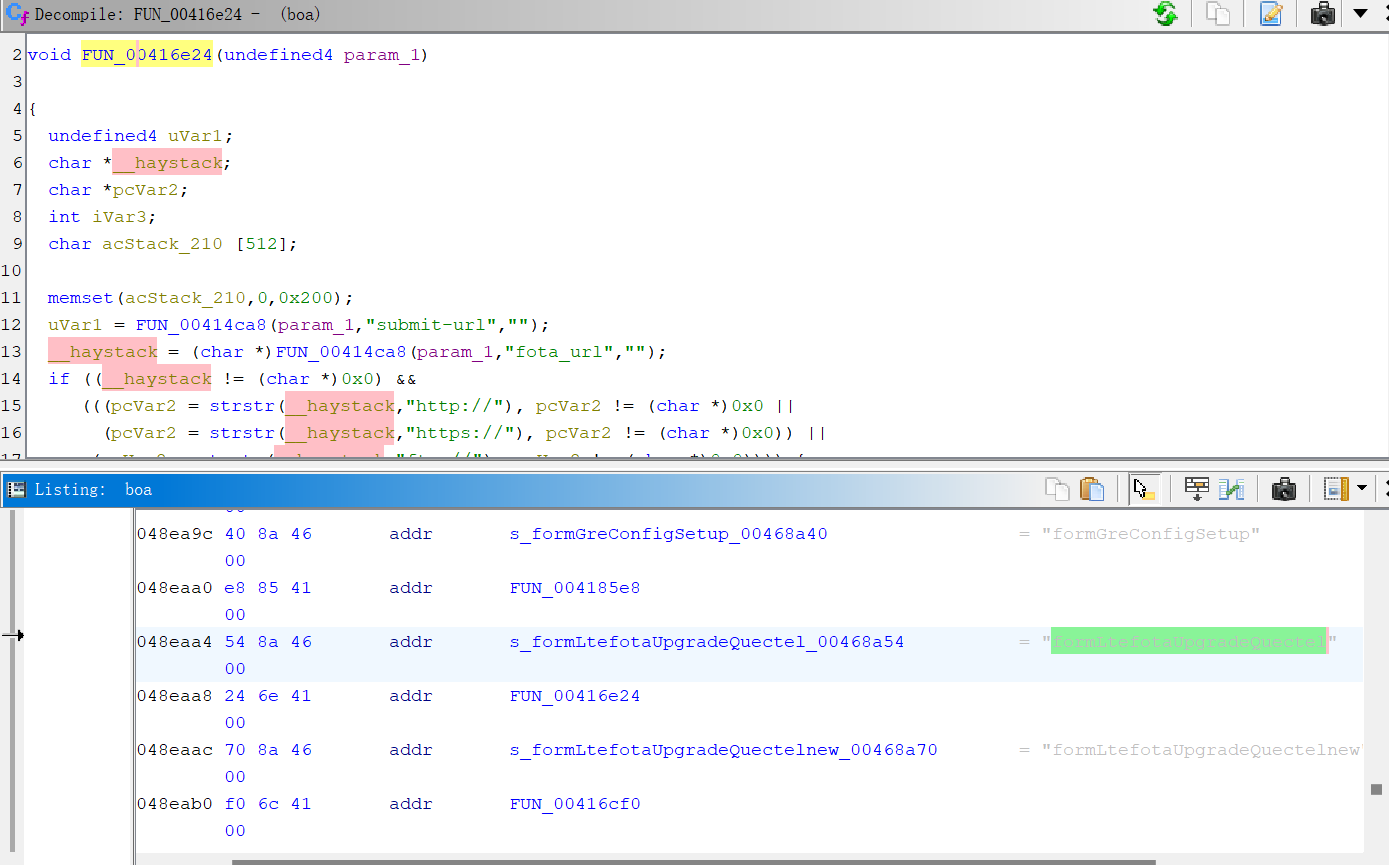 Decompile: FUN_00416e24 - (boa)
2 void FUN_00416e24(undefined4 param_1)
3
4 {
5 undefined4 uVar1;
6 char *__haystack;
7 char *pcVar2;
8 int iVar3;
9 char acStack_210 [512];
10
11 memset(acStack_210,0,0x200);
12 uVar1 = FUN_00414ca8(param_1,"submit-url","");
13 __haystack = (char *)FUN_00414ca8(param_1,"fota_url","");
14 if ((__haystack != (char *)0x0) &&
15 (((pcVar2 = strstr(__haystack,"http://"), pcVar2 != (char *)0x0 ||
16 (pcVar2 = strstr(__haystack,"https://"), pcVar2 != (char *)0x0)) ||
Listing: boa
048ea9c 40 8a 46 addr s_formGreConfigSetup_00468a40 = "formGreConfigSetup"
00
048eaa0 e8 85 41 addr FUN_004185e8
00
048eaa4 54 8a 46 addr s_formLtefotaUpgradeQuectel_00468a54 = "formLtefotaUpgradeQuectel"
00
048eaa8 24 6e 41 addr FUN_00416e24
00
048eaac 70 8a 46 addr s_formLtefotaUpgradeQuectelnew_00468a70 = "formLtefotaUpgradeQuectelnew
00
048eab0 f0 6c 41 addr FUN_00416cf0
00